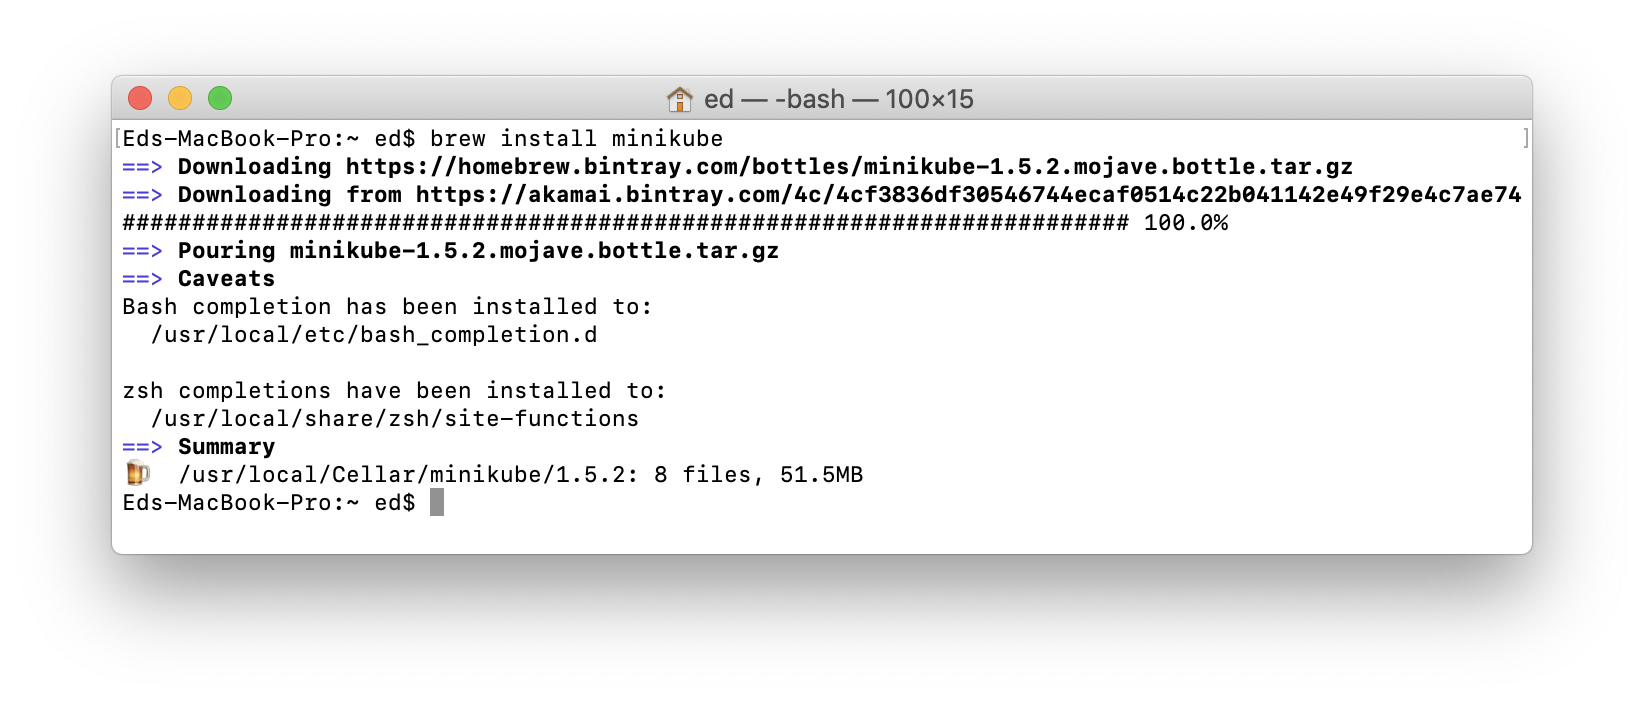 ed — -bash — 100×15
[Eds-MacBook-Pro:~ ed$ brew install minikube ]
==> Downloading https://homebrew.bintray.com/bottles/minikube-1.5.2.mojave.bottle.tar.gz
==> Downloading from https://akamai.bintray.com/4c/4cf3836df30546744ecaf0514c22b041142e49f29e4c7ae74
######################################################################## 100.0%
==> Pouring minikube-1.5.2.mojave.bottle.tar.gz
==> Caveats
Bash completion has been installed to:
  /usr/local/etc/bash_completion.d

zsh completions have been installed to:
  /usr/local/share/zsh/site-functions
==> Summary
🍺  /usr/local/Cellar/minikube/1.5.2: 8 files, 51.5MB
Eds-MacBook-Pro:~ ed$